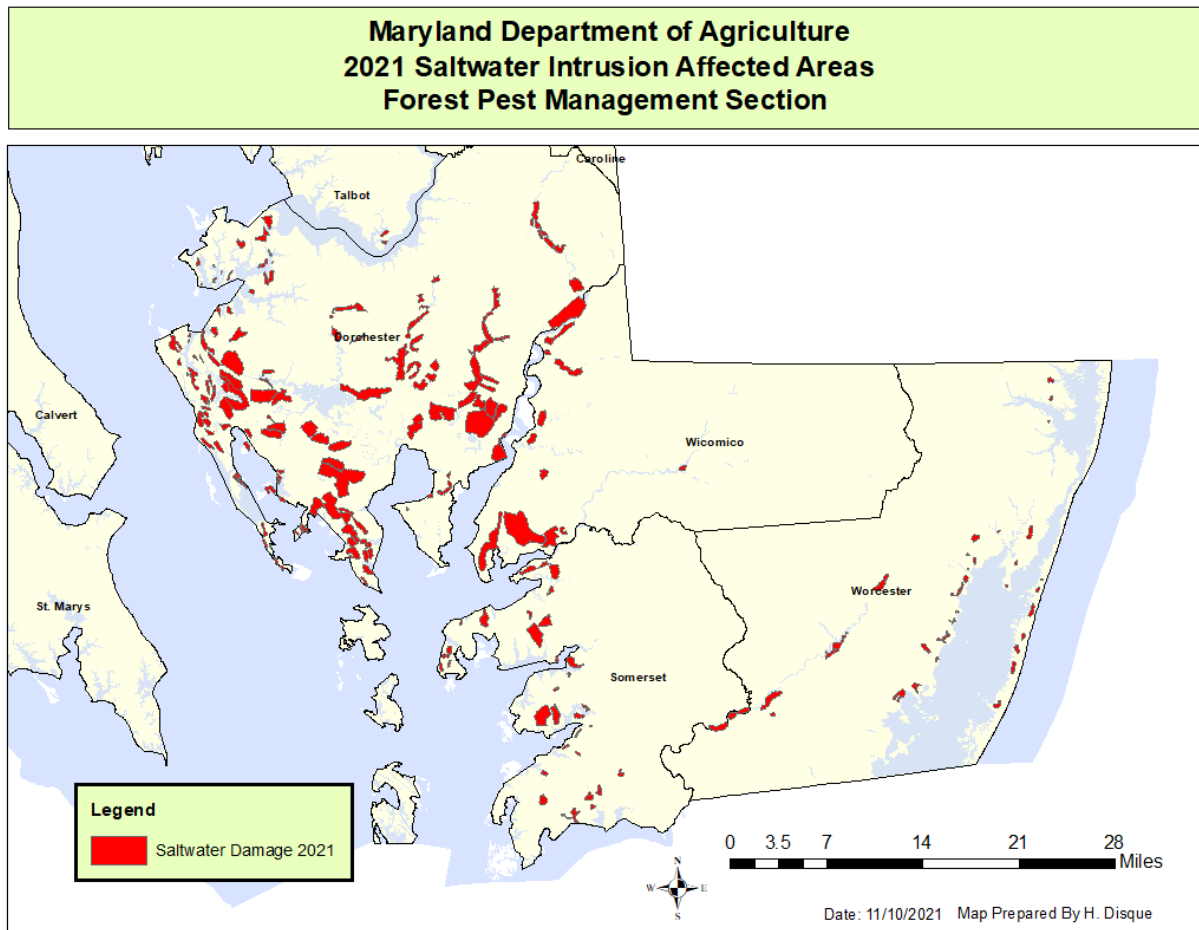 Maryland Department of Agriculture
2021 Saltwater Intrusion Affected Areas
Forest Pest Management Section
Caroline
Talbot
Dorchester
Calvert
Wicomico
Worcester
St. Marys
Somerset
Legend
Saltwater Damage 2021
0 3.5 7 14 21 28
Miles
N
W E
S
Date: 11/10/2021 Map Prepared By H. Disque